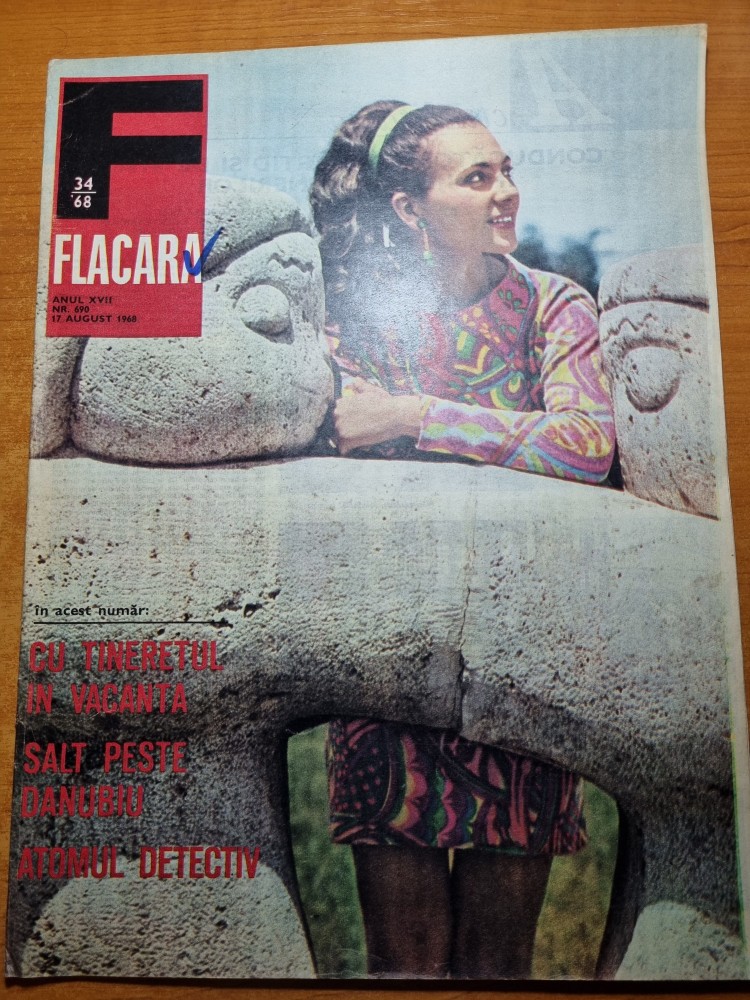 F
34
'68
FLACĂRA
ANUL XVII
NR. 690
17 AUGUST 1968
în acest număr:
CU TINERETUL
IN VACANTA
SALT PESTE
DANUBIU
ATOMUL DETECTIV